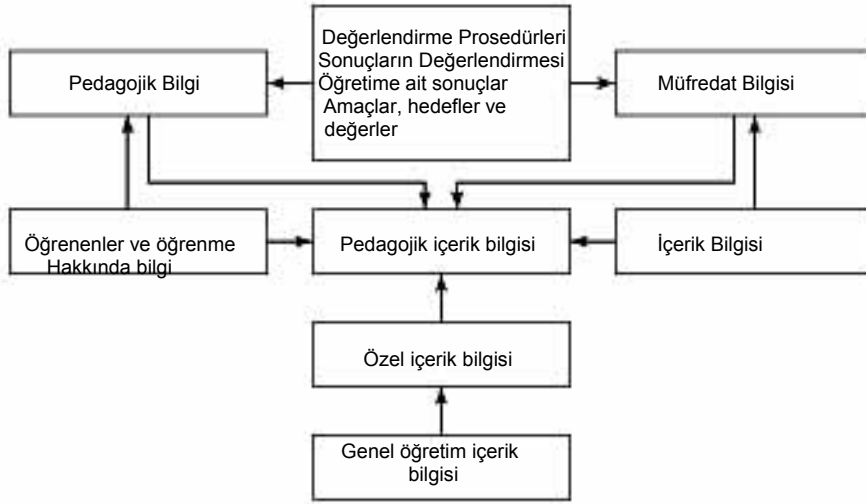 Değerlendirme Prosedürleri
Sonuçların Değerlendirmesi
Öğretime ait sonuçlar
Amaçlar, hedefler ve
değerler
Pedagojik Bilgi
Müfredat Bilgisi
Öğrenenler ve öğrenme
Hakkında bilgi
Pedagojik içerik bilgisi
İçerik Bilgisi
Özel içerik bilgisi
Genel öğretim içerik
bilgisi